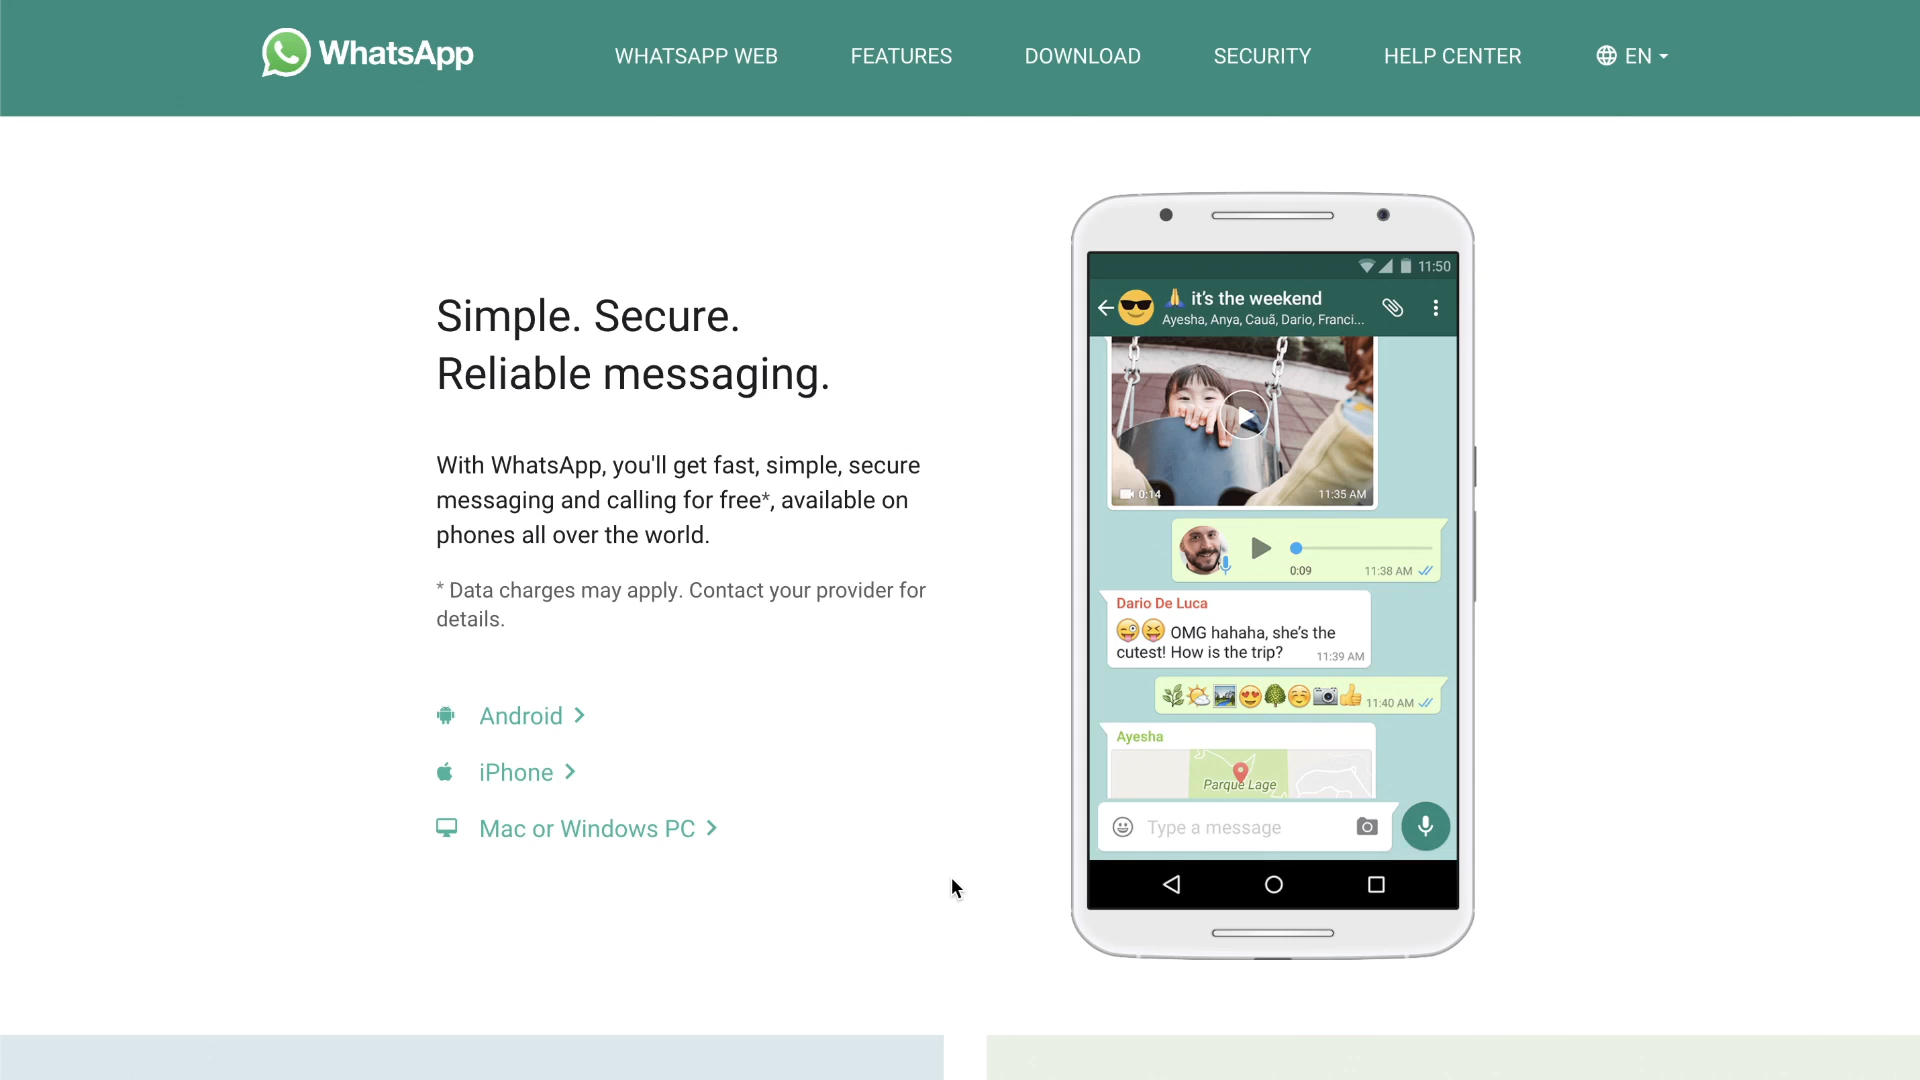 WhatsApp
WHATSAPP WEB
FEATURES
DOWNLOAD
SECURITY
HELP CENTER
EN
Simple. Secure.
Reliable messaging.
With WhatsApp, you'll get fast, simple, secure
messaging and calling for free*, available on
phones all over the world.
* Data charges may apply. Contact your provider for
details.
Android
iPhone
Mac or Windows PC
11:50
it's the weekend
Ayesha, Anya, Cauã, Dario, Franci...
0:14
11:35 AM
0:09
11:38 AM
Dario De Luca
OMG hahaha, she's the
cutest! How is the trip?
11:39 AM
11:40 AM
Ayesha
Parque Lage
Type a message